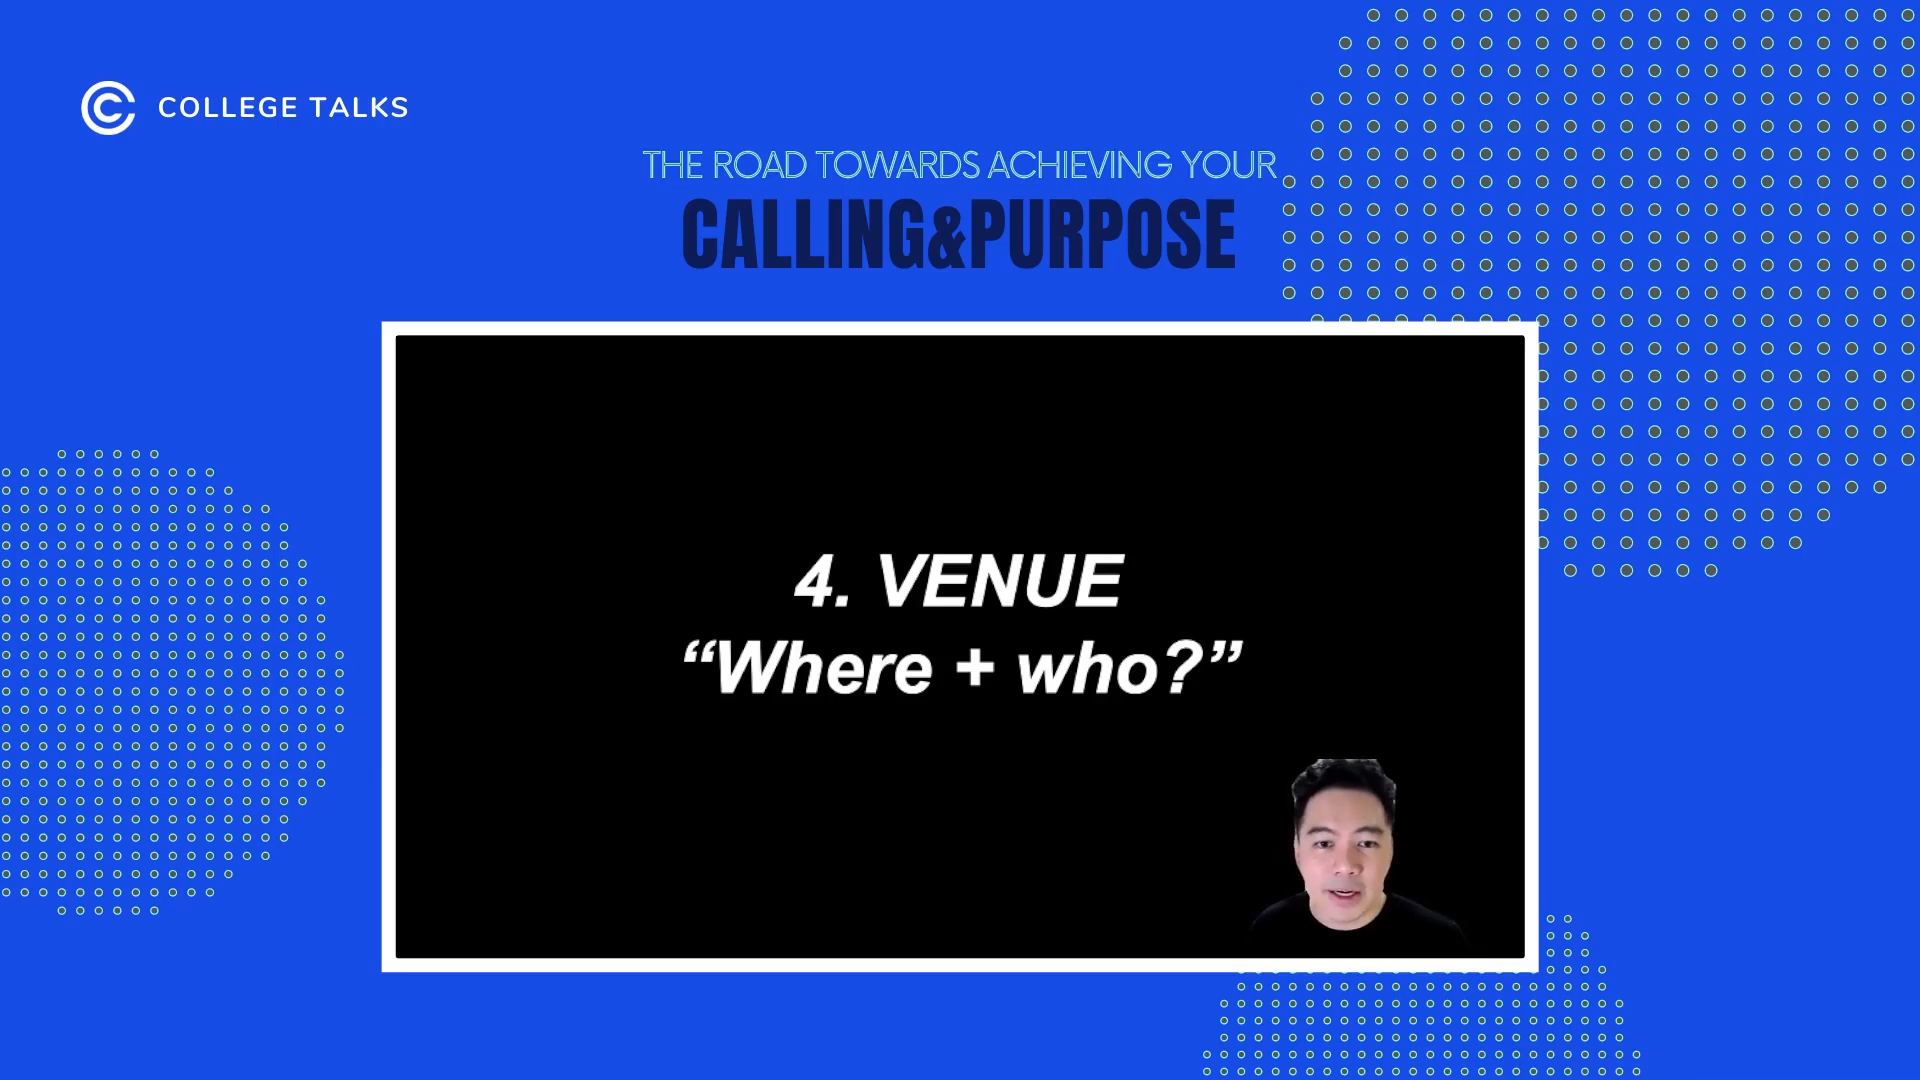 COLLEGE TALKS
THE ROAD TOWARDS ACHIEVING YOUR
CALLING&PURPOSE
4. VENUE
“Where + who?”